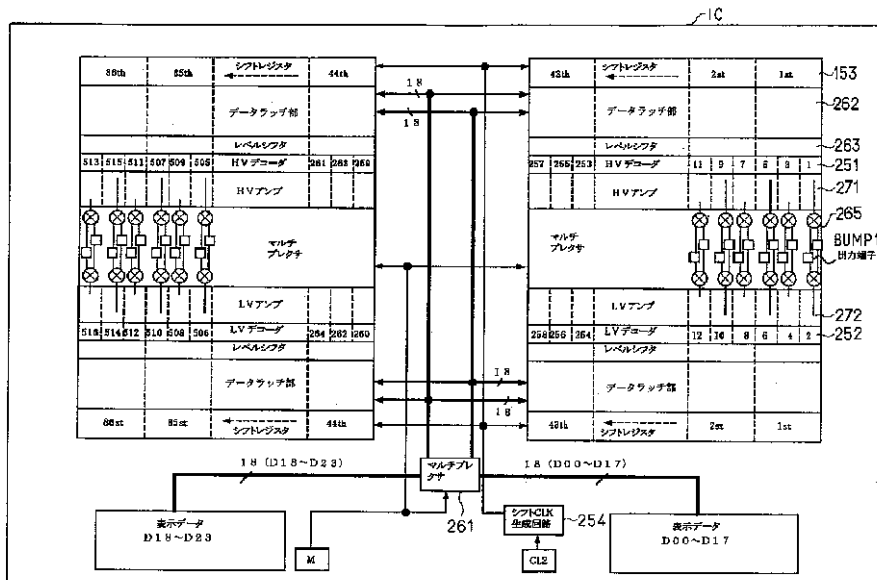 IC
86th 85th シフトレジスタ 44th
43th シフトレジスタ 2st 1st
153
18
データラッチ部
データラッチ部
262
18
レベルシフタ
レベルシフタ
263
513 515 511 507 509 505 HVデコーダ 261 263 259
257 255 253 HVデコーダ 11 9 7 5 3 1
251
HVアンプ
HVアンプ
271
265
マルチ
プレクサ
マルチ
プレクサ
BUMP1
出力端子
LVアンプ
LVアンプ
272
516 514 512 510 508 506 LVデコーダ 264 262 260
258 256 254 LVデコーダ 12 10 8 6 4 2
252
レベルシフタ
レベルシフタ
データラッチ部
データラッチ部
18
18
86st 85st シフトレジスタ 44th
43th シフトレジスタ 2st 1st
18 (D18～D23)
マルチプレ
クサ
18 (D00～D17)
261
表示データ
D18～D23
M
シフトCLK
生成回路
254
CL2
表示データ
D00～D17